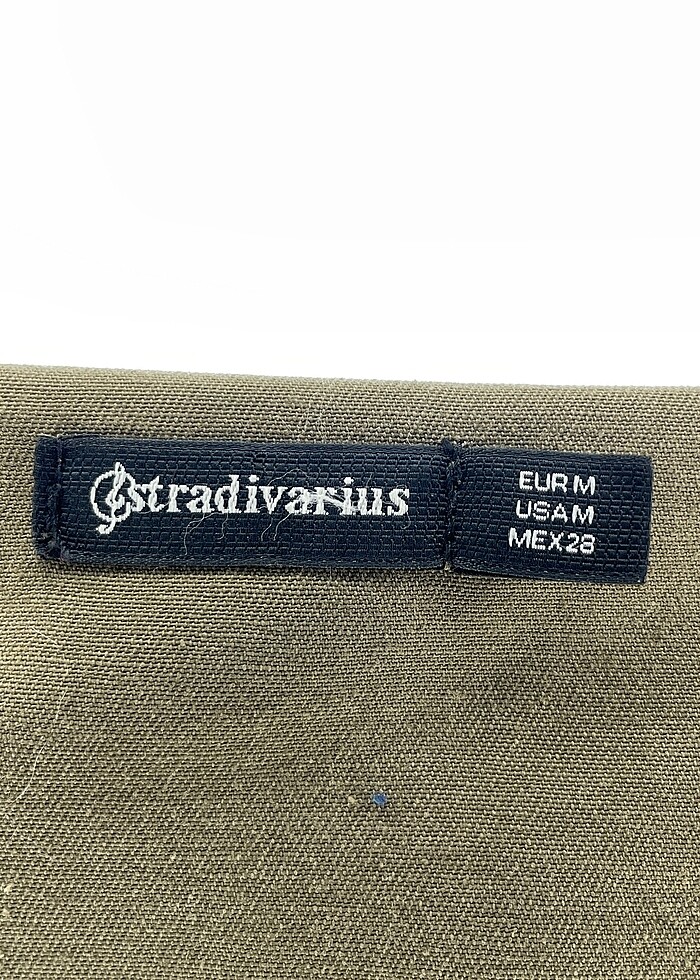 stradivarius
EUR M
USA M
MEX 28